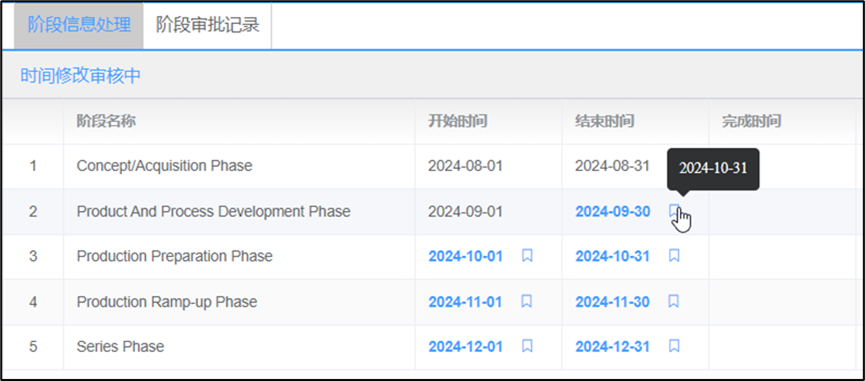 阶段信息处理 阶段审批记录
时间修改审核中
阶段名称 开始时间 结束时间 完成时间
1 Concept/Acquisition Phase 2024-08-01 2024-08-31
2024-10-31
2 Product And Process Development Phase 2024-09-01 2024-09-30
3 Production Preparation Phase 2024-10-01 2024-10-31
4 Production Ramp-up Phase 2024-11-01 2024-11-30
5 Series Phase 2024-12-01 2024-12-31